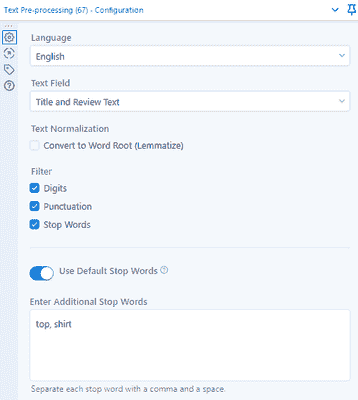 Text Pre-processing (67) - Configuration
Language
English
Text Field
Title and Review Text
Text Normalization
Convert to Word Root (Lemmatize)
Filter
Digits
Punctuation
Stop Words
Use Default Stop Words
Enter Additional Stop Words
top, shirt
Separate each stop word with a comma and a space.